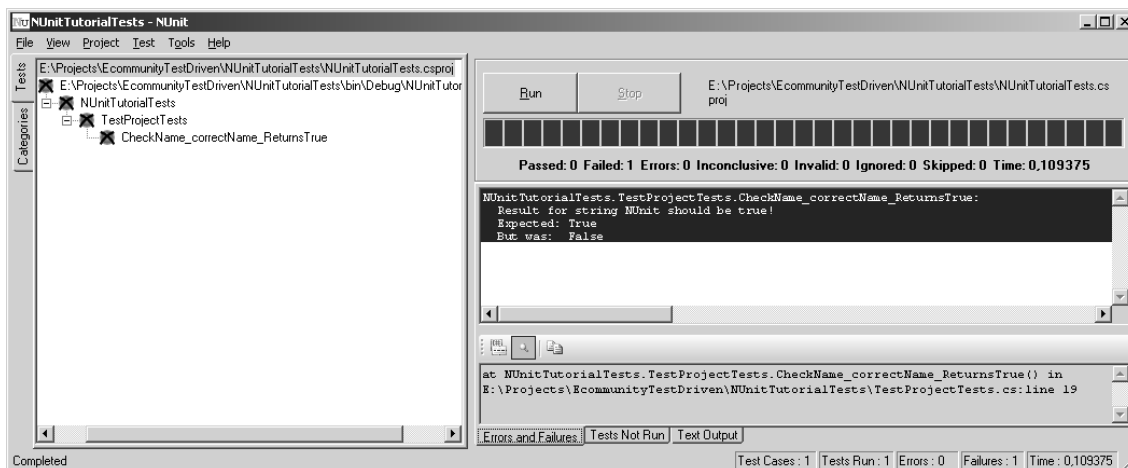 NUnitTutorialTests - NUnit
File View Project Test Tools Help
Tests
Categories
E:\Projects\EcommunityTestDriven\NUnitTutorialTests\NUnitTutorialTests.csproj
E:\Projects\EcommunityTestDriven\NUnitTutorialTests\bin\Debug\NUnitTutor
NUnitTutorialTests
TestProjectTests
CheckName_correctName_ReturnsTrue
Run
Stop
E:\Projects\EcommunityTestDriven\NUnitTutorialTests\NUnitTutorialTests.cs
proj
Passed: 0 Failed: 1 Errors: 0 Inconclusive: 0 Invalid: 0 Ignored: 0 Skipped: 0 Time: 0,109375
NUnitTutorialTests.TestProjectTests.CheckName_correctName_ReturnsTrue:
Result for string NUnit should be true!
Expected: True
But was: False
at NUnitTutorialTests.TestProjectTests.CheckName_correctName_ReturnsTrue() in
E:\Projects\EcommunityTestDriven\NUnitTutorialTests\TestProjectTests.cs:line 19
Errors and Failures Tests Not Run Text Output
Completed
Test Cases : 1 Tests Run : 1 Errors : 0 Failures : 1 Time : 0,109375